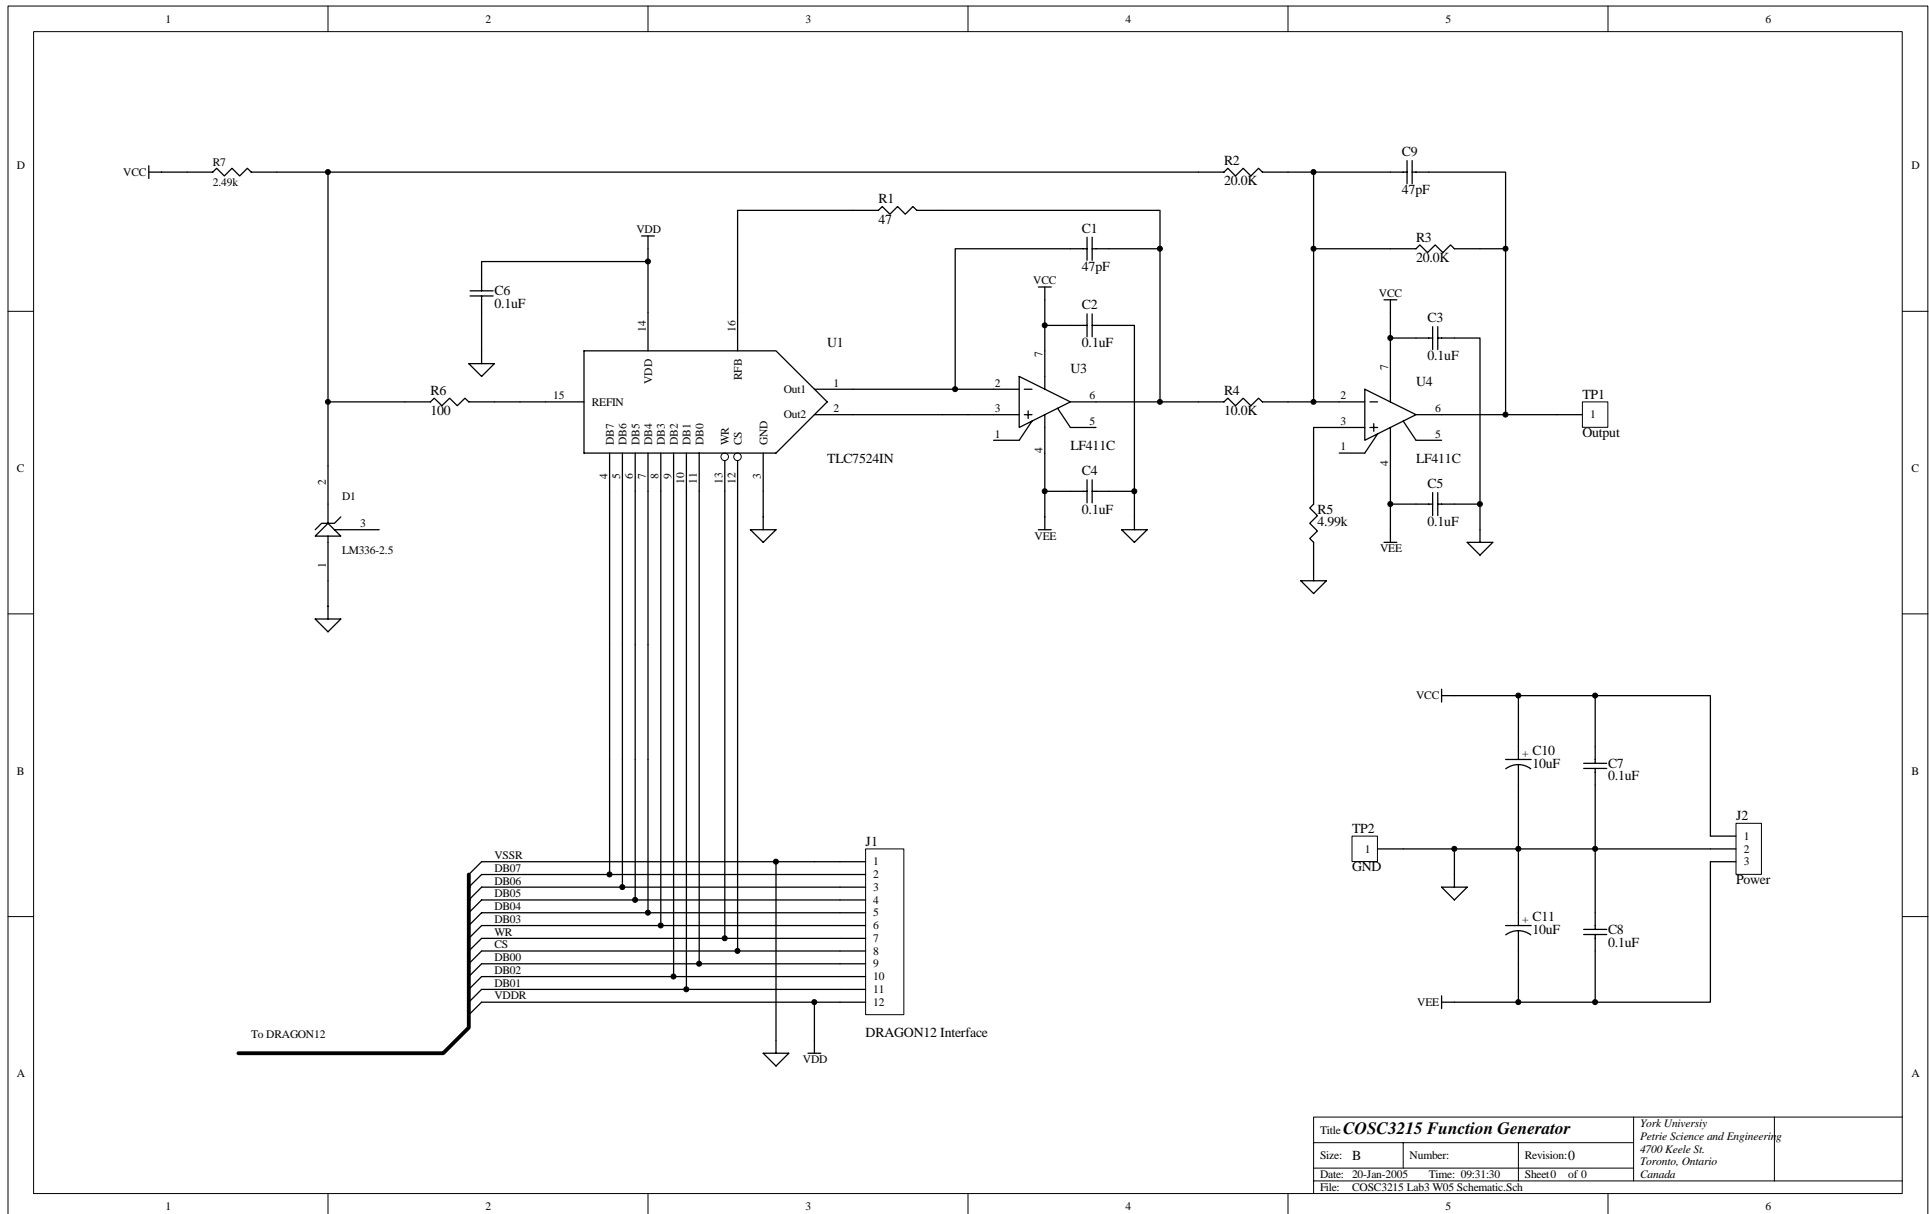 1 2 3 4 5 6
D D
C C
B B
A A
VCC
R7
2.49k
R2
20.0K
C9
47pF
R1
47
VDD
C1
47pF
R3
20.0K
C6
0.1uF
VCC
C2
0.1uF
VCC
C3
0.1uF
14
16
VDD
RFB
U1
7
U3
7
U4
R6
100
15
REFIN
Out1
1
Out2
2
2
3
6
5
1
4
LF411C
R4
10.0K
2
3
6
5
1
4
LF411C
TP1
1
Output
DB7 DB6 DB5 DB4 DB3 DB2 DB1 DB0 WR CS GND
4 5 6 7 8 9 10 11 13 12 3
TLC7524IN
C4
0.1uF
VEE
C5
0.1uF
VEE
R5
4.99k
2
D1
3
LM336-2.5
1
VCC
+ C10
10uF
C7
0.1uF
TP2
1
GND
J2
1
2
3
Power
+ C11
10uF
C8
0.1uF
VEE
J1
VSSR 1
DB07 2
DB06 3
DB05 4
DB04 5
DB03 6
WR 7
CS 8
DB00 9
DB02 10
DB01 11
VDDR 12
DRAGON12 Interface
To DRAGON12
VDD
Title COSC3215 Function Generator
Size: B Number: Revision:0
Date: 20-Jan-2005 Time: 09:31:30 Sheet0 of 0
File: COSC3215 Lab3 W05 Schematic.Sch
York Universiy
Petrie Science and Engineering
4700 Keele St.
Toronto, Ontario
Canada
1 2 3 4 5 6